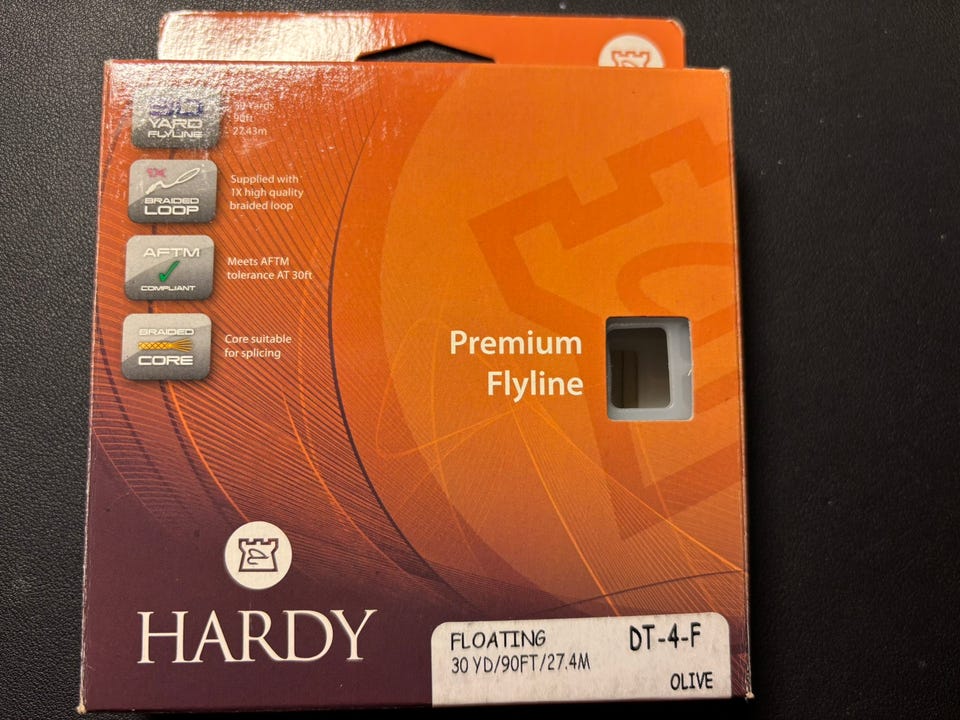 30
YARD
FLYLINE
30 Yards
90ft
27.43m
1X
BRAIDED
LOOP
Supplied with
1X high quality
braided loop
AFTM
COMPLIANT
Meets AFTM
tolerance AT 30ft
BRAIDED
CORE
Core suitable
for splicing
Premium
Flyline
HARDY
FLOATING DT-4-F
30 YD/90FT/27.4M
OLIVE